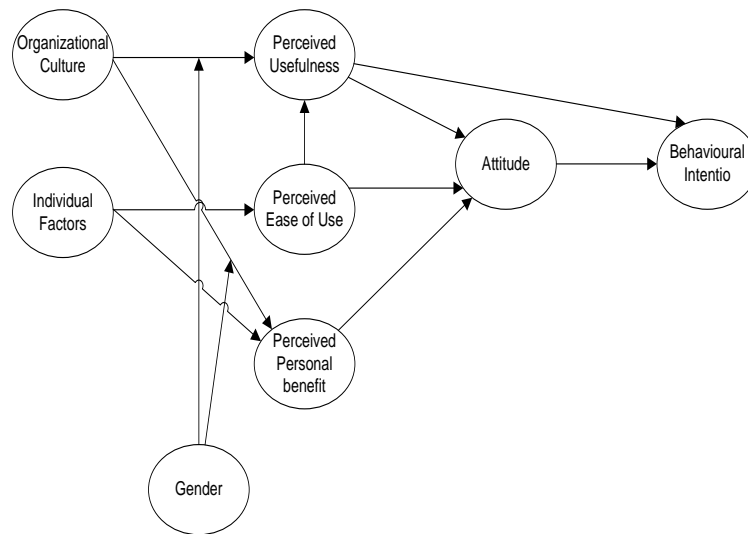 Organizational
Culture
Perceived
Usefulness
Attitude
Behavioural
Intentio
Individual
Factors
Perceived
Ease of Use
Perceived
Personal
benefit
Gender